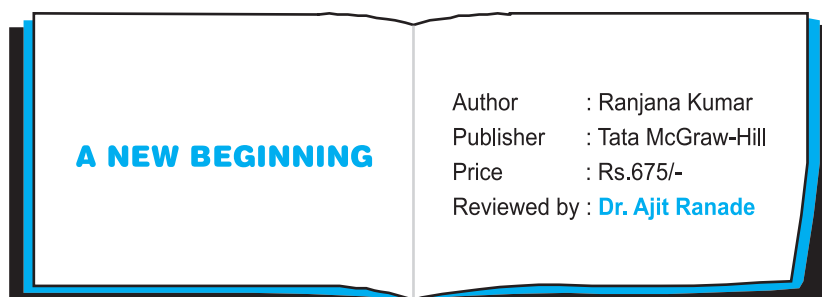 A NEW BEGINNING
Author : Ranjana Kumar
Publisher : Tata McGraw-Hill
Price : Rs.675/-
Reviewed by : Dr. Ajit Ranade